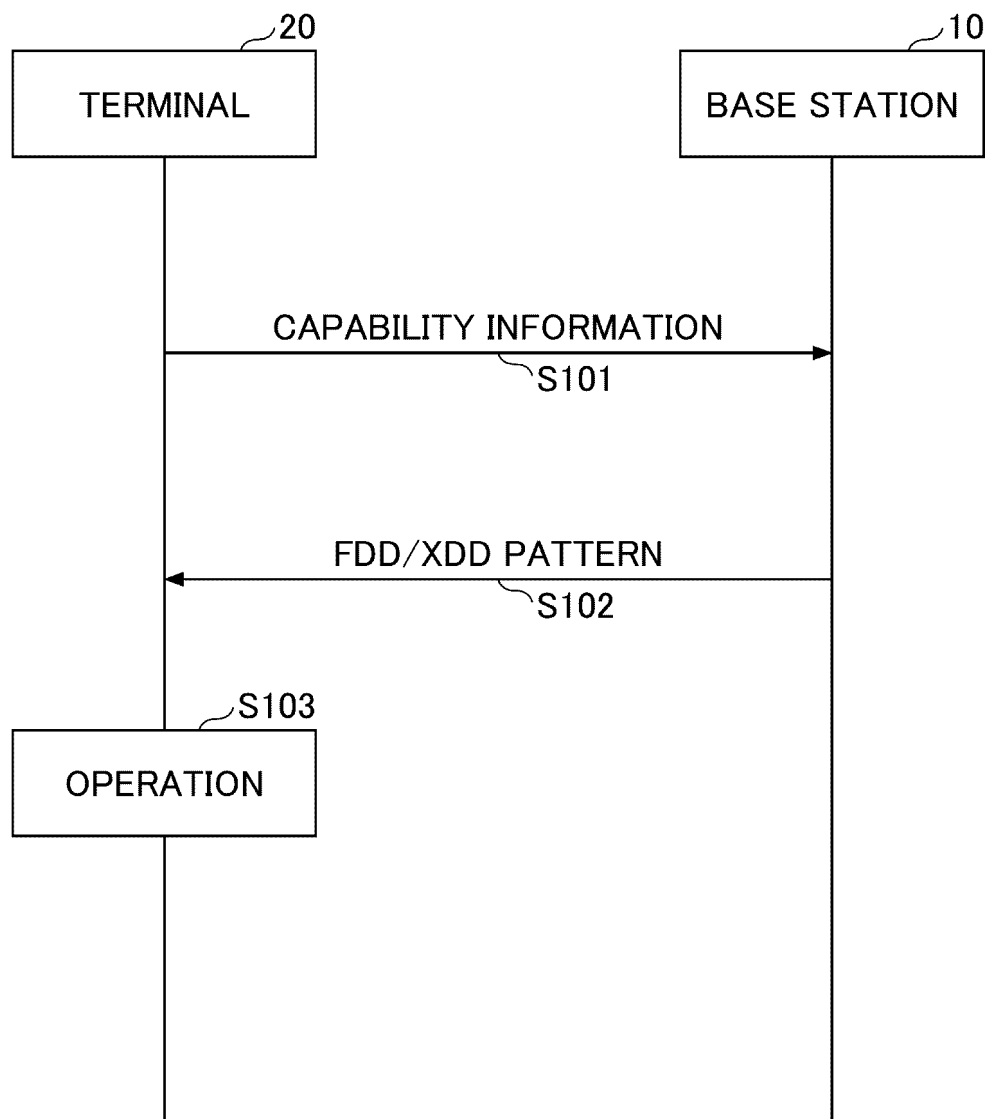 20
10
TERMINAL
BASE STATION
CAPABILITY INFORMATION
S101
FDD/XDD PATTERN
S102
S103
OPERATION